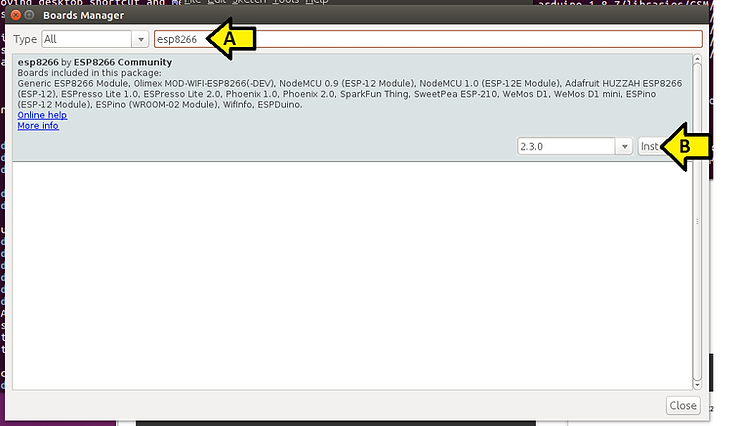 oving desktop shortcut and me File Edit Sketch Tools Help arduino-1.8.7/libraries/GSM
Boards Manager
Type All esp8266 A
esp8266 by ESP8266 Community
Boards included in this package:
Generic ESP8266 Module, Olimex MOD-WIFI-ESP8266(-DEV), NodeMCU 0.9 (ESP-12 Module), NodeMCU 1.0 (ESP-12E Module), Adafruit HUZZAH ESP8266
(ESP-12), ESPresso Lite 1.0, ESPresso Lite 2.0, Phoenix 1.0, Phoenix 2.0, SparkFun Thing, SweetPea ESP-210, WeMos D1, WeMos D1 mini, ESPino
(ESP-12 Module), ESPino (WROOM-02 Module), WifInfo, ESPDuino.
Online help
More info
2.3.0 Inst B
Close